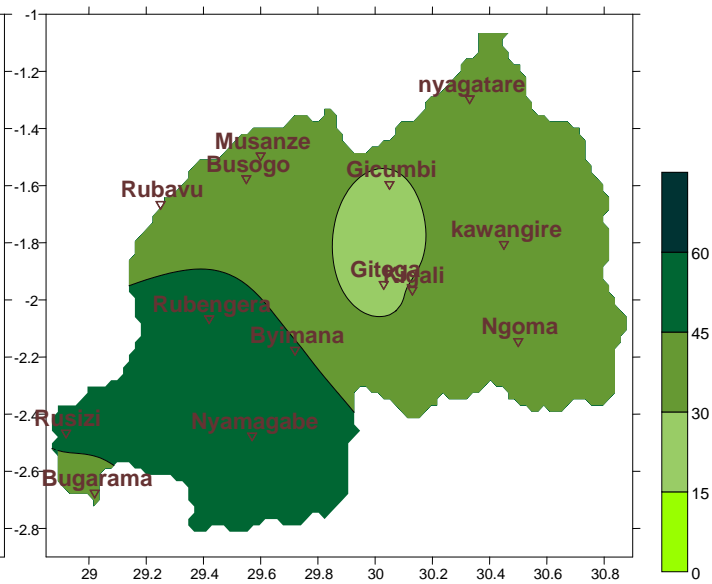 -1
-1.2
nyagatare
-1.4
Musanze
Busogo
Gicumbi
-1.6
Rubavu
kawangire
-1.8
60
Gitega
Kigali
-2
Rubengera
45
Byimana
Ngoma
-2.2
30
-2.4
Rusizi
Nyamagabe
Bugarama
-2.6
15
-2.8
0
29 29.2 29.4 29.6 29.8 30 30.2 30.4 30.6 30.8